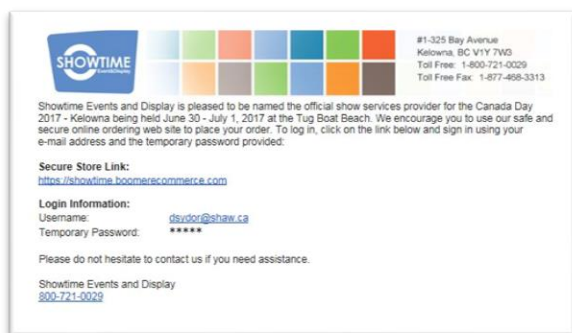 SHOWTIME
Event&Display
#1-325 Bay Avenue
Kelowna, BC V1Y 7W3
Toll Free: 1-800-721-0029
Toll Free Fax: 1-877-468-3313
Showtime Events and Display is pleased to be named the official show services provider for the Canada Day
2017 - Kelowna being held June 30 - July 1, 2017 at the Tug Boat Beach. We encourage you to use our safe and
secure online ordering web site to place your order. To log in, click on the link below and sign in using your
e-mail address and the temporary password provided:
Secure Store Link:
https://showtime.boomerecommerce.com
Login Information:
Username: dsydor@shaw.ca
Temporary Password: *****
Please do not hesitate to contact us if you need assistance.
Showtime Events and Display
800-721-0029